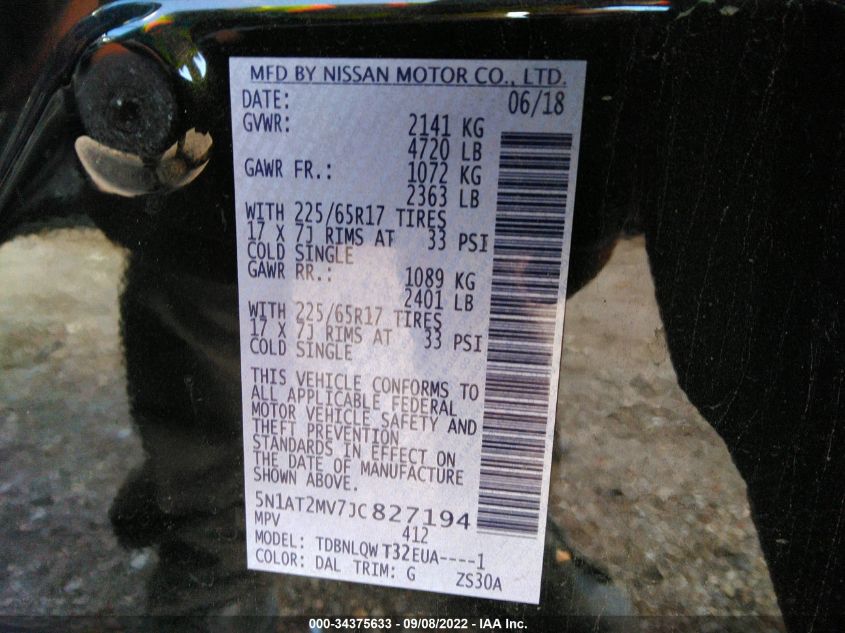 MFD BY NISSAN MOTOR CO., LTD.
DATE: 06/18
GVWR: 2141 KG
4720 LB
GAWR FR.: 1072 KG
2363 LB
WITH 225/65R17 TIRES
17 X 7J RIMS AT 33 PSI
COLD SINGLE
GAWR RR.: 1089 KG
2401 LB
WITH 225/65R17 TIRES
17 X 7J RIMS AT 33 PSI
COLD SINGLE
THIS VEHICLE CONFORMS TO
ALL APPLICABLE FEDERAL
MOTOR VEHICLE SAFETY AND
THEFT PREVENTION
STANDARDS IN EFFECT ON
THE DATE OF MANUFACTURE
SHOWN ABOVE.
5N1AT2MV7JC827194
MPV 412
MODEL: TDBNLQWT32EUA----1
COLOR: DAL TRIM: G ZS30A
000-34375633 - 09/08/2022 - IAA Inc.